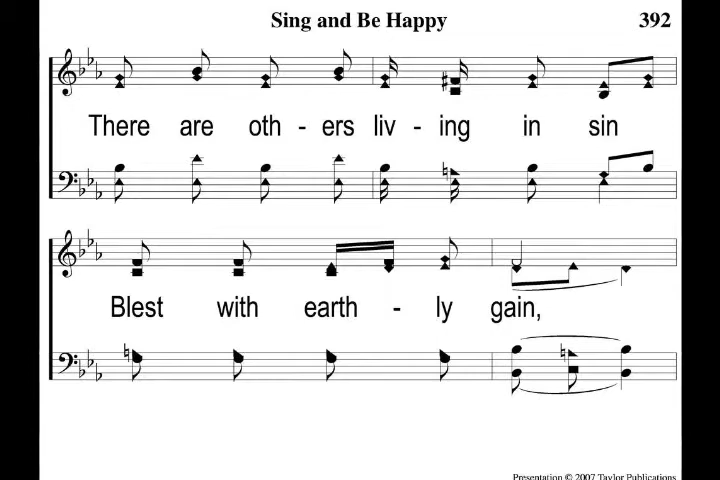 Sing and Be Happy 392
There are oth - ers liv - ing in sin
Blest with earth - ly gain,
Presentation © 2007 Taylor Publications